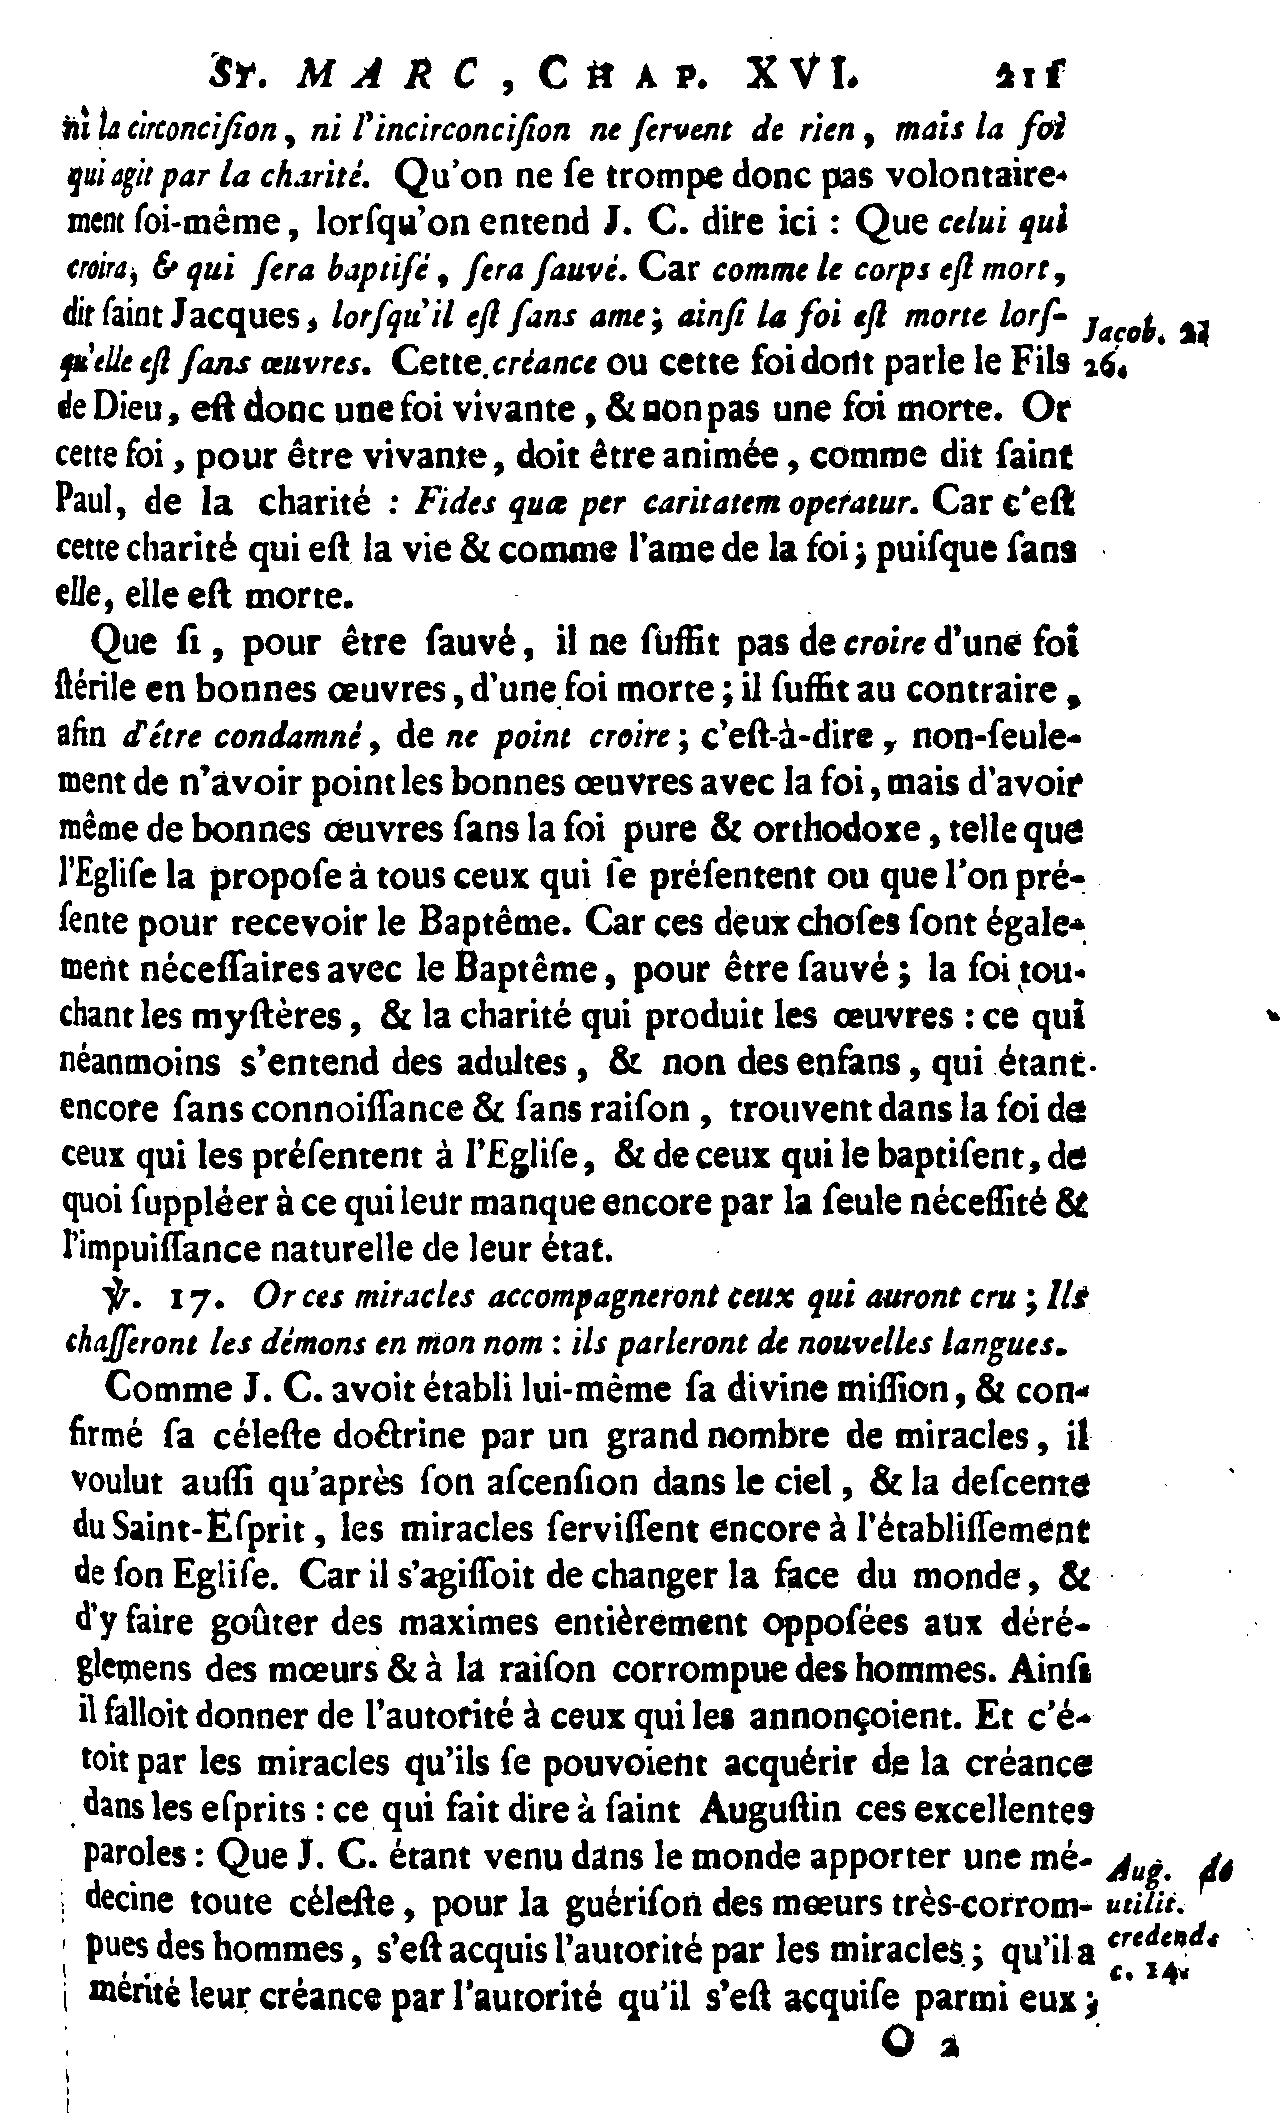 ST. MARC, CHAP. XVI. 211
ni la circonciſion, ni l'incirconciſion ne ſervent de rien, mais la foi
qui agit par la charité. Qu'on ne ſe trompe donc pas volontaire-
ment ſoi-même, lorſqu'on entend J. C. dire ici : Que celui qui
croira, & qui ſera baptiſé, ſera ſauvé. Car comme le corps eſt mort,
dit ſaint Jacques, lorſqu'il eſt ſans ame; ainſi la foi eſt morte lorſ-
Jacob. 2.
qu'elle eſt ſans œuvres. Cette créance ou cette foi dont parle le Fils
26.
de Dieu, eſt donc une foi vivante, & non pas une foi morte. Or
cette foi, pour être vivante, doit être animée, comme dit ſaint
Paul, de la charité : Fides quæ per caritatem operatur. Car c'eſt
cette charité qui eſt la vie & comme l'ame de la foi; puiſque ſans
elle, elle eſt morte.
Que ſi, pour être ſauvé, il ne ſuffit pas de croire d'une foi
ſtérile en bonnes œuvres, d'une foi morte; il ſuffit au contraire,
afin d'être condamné, de ne point croire; c'eſt-à-dire, non-ſeule-
ment de n'avoir point les bonnes œuvres avec la foi, mais d'avoir
même de bonnes œuvres ſans la foi pure & orthodoxe, telle que
l'Egliſe la propoſe à tous ceux qui ſe préſentent ou que l'on pré-
ſente pour recevoir le Baptême. Car ces deux choſes ſont égale-
ment néceſſaires avec le Baptême, pour être ſauvé; la foi tou-
chant les myſtères, & la charité qui produit les œuvres : ce qui
néanmoins s'entend des adultes, & non des enfans, qui étant
encore ſans connoiſſance & ſans raiſon, trouvent dans la foi de
ceux qui les préſentent à l'Egliſe, & de ceux qui le baptiſent, de
quoi ſuppléer à ce qui leur manque encore par la ſeule néceſſité &
l'impuiſſance naturelle de leur état.
℣. 17. Or ces miracles accompagneront ceux qui auront cru; Ils
chaſſeront les démons en mon nom : ils parleront de nouvelles langues.
Comme J. C. avoit établi lui-même ſa divine miſſion, & con-
firmé ſa céleſte doctrine par un grand nombre de miracles, il
voulut auſſi qu'après ſon aſcenſion dans le ciel, & la deſcente
du Saint-Eſprit, les miracles ſerviſſent encore à l'établiſſement
de ſon Egliſe. Car il s'agiſſoit de changer la face du monde, &
d'y faire goûter des maximes entièrement oppoſées aux déré-
glemens des mœurs & à la raiſon corrompue des hommes. Ainſi
il falloit donner de l'autorité à ceux qui les annonçoient. Et c'é-
toit par les miracles qu'ils ſe pouvoient acquérir de la créance
dans les eſprits : ce qui fait dire à ſaint Auguſtin ces excellentes
paroles : Que J. C. étant venu dans le monde apporter une mé-
Aug. de
decine toute céleſte, pour la guériſon des mœurs très-corrom-
utilit.
pues des hommes, s'eſt acquis l'autorité par les miracles; qu'il a
credend.
mérité leur créance par l'autorité qu'il s'eſt acquiſe parmi eux;
c. 14.
O 2